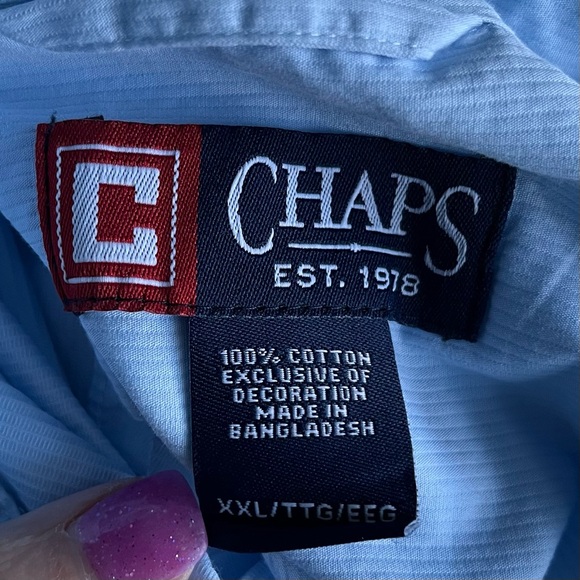 C
CHAPS
EST. 1978
100% COTTON
EXCLUSIVE OF
DECORATION
MADE IN
BANGLADESH
XXL/TTG/EEG